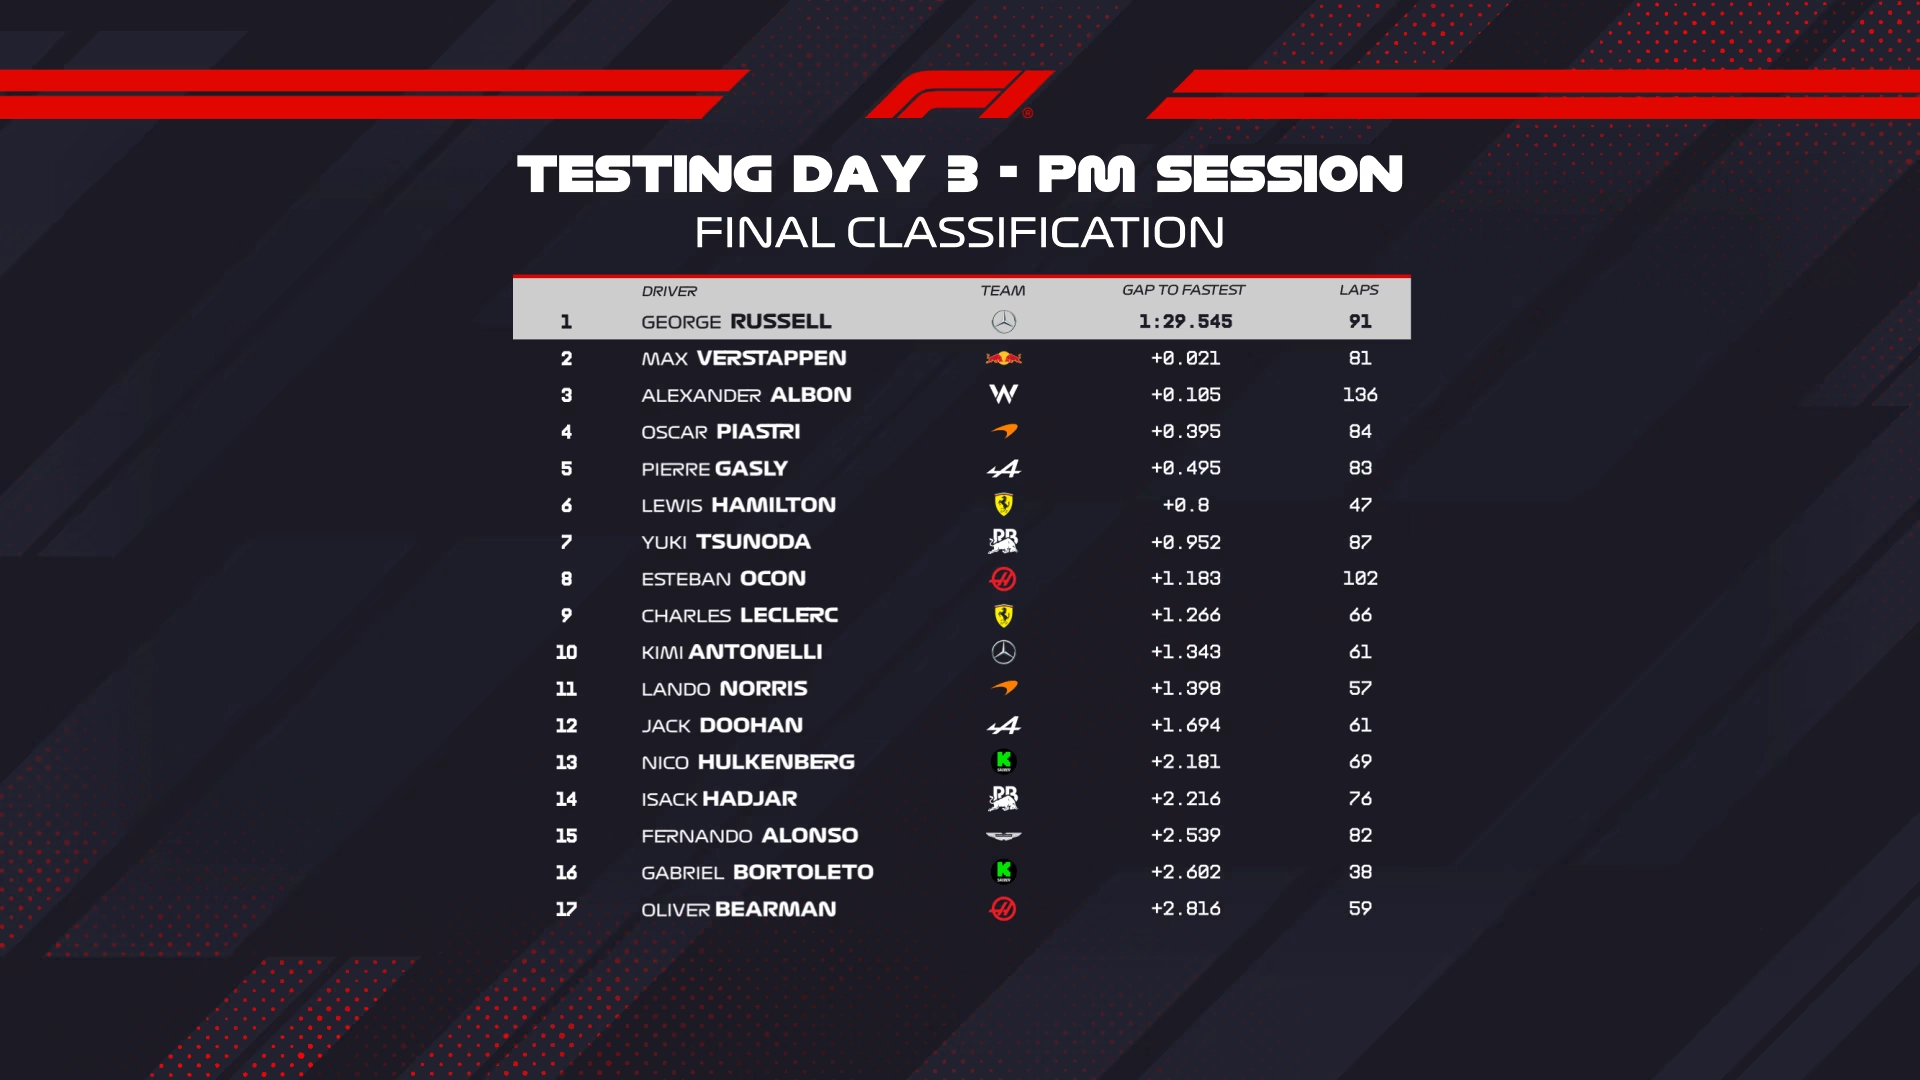 F1®
TESTING DAY 3 - PM SESSION
FINAL CLASSIFICATION
DRIVER TEAM GAP TO FASTEST LAPS
1 GEORGE RUSSELL 1:29.545 91
2 MAX VERSTAPPEN +0.021 81
3 ALEXANDER ALBON W +0.105 136
4 OSCAR PIASTRI +0.395 84
5 PIERRE GASLY A +0.495 83
6 LEWIS HAMILTON +0.8 47
7 YUKI TSUNODA RB +0.952 87
8 ESTEBAN OCON H +1.183 102
9 CHARLES LECLERC +1.266 66
10 KIMI ANTONELLI +1.343 61
11 LANDO NORRIS +1.398 57
12 JACK DOOHAN A +1.694 61
13 NICO HULKENBERG K +2.181 69
14 ISACK HADJAR RB +2.216 76
15 FERNANDO ALONSO +2.539 82
16 GABRIEL BORTOLETO K +2.602 38
17 OLIVER BEARMAN H +2.816 59